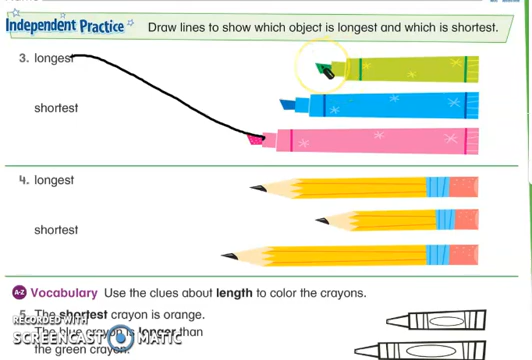 Independent Practice
Draw lines to show which object is longest and which is shortest.
3. longest
shortest
4. longest
shortest
A-Z Vocabulary Use the clues about length to color the crayons.
5. The shortest crayon is orange.
RECORDED WITH
The blue crayon is longer than
SCREENCAST MATIC
the green crayon.